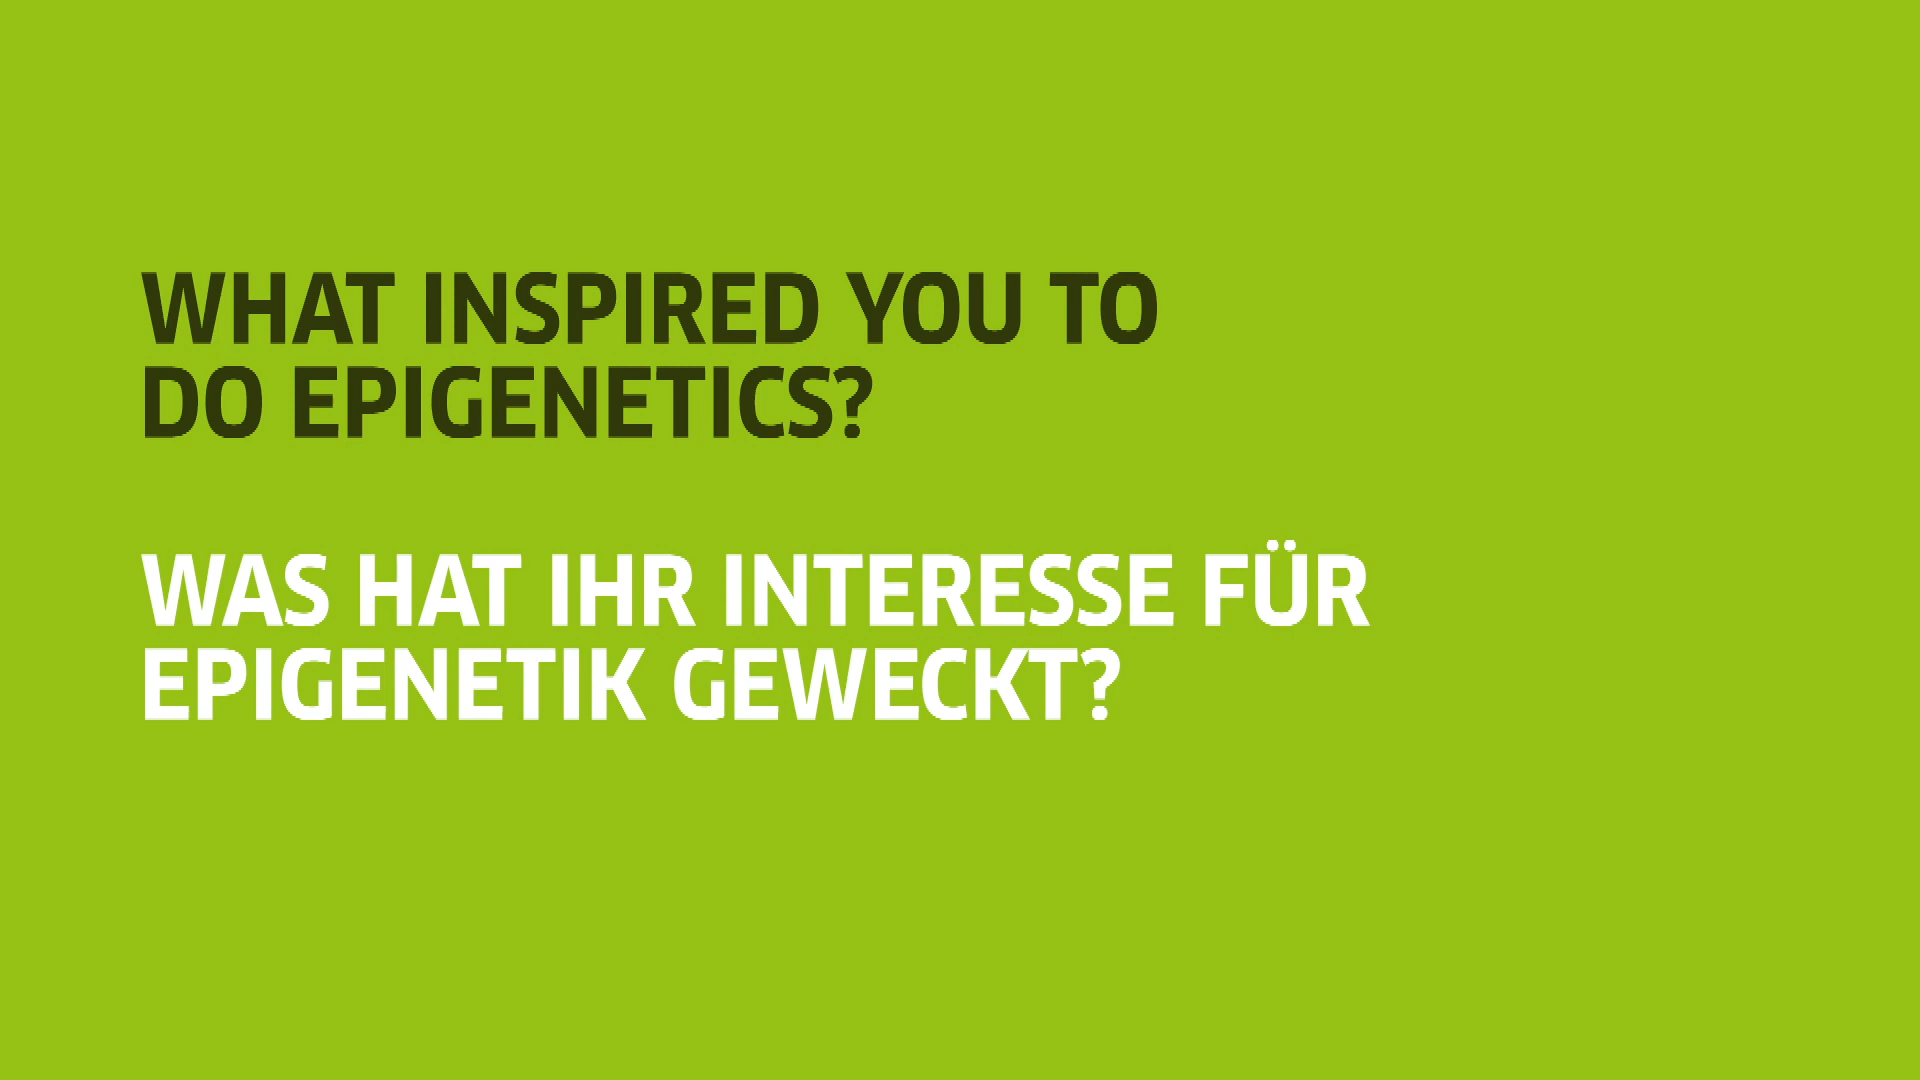 WHAT INSPIRED YOU TO
DO EPIGENETICS?
WAS HAT IHR INTERESSE FÜR
EPIGENETIK GEWECKT?